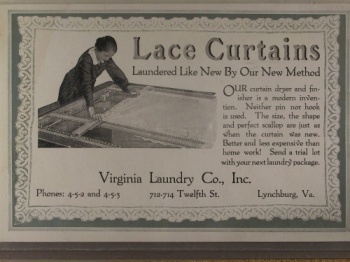 Lace Curtains
Laundered Like New By Our New Method
OUR curtain dryer and fin-
isher is a modern inven-
tion. Neither pin nor hook
is used. The size, the shape
and perfect scallop are just as
when the curtain was new.
Better and less expensive than
home work! Send a trial lot
with your next laundry package.
Virginia Laundry Co., Inc.
Phones: 4-5-2 and 4-5-3 712-714 Twelfth St. Lynchburg, Va.